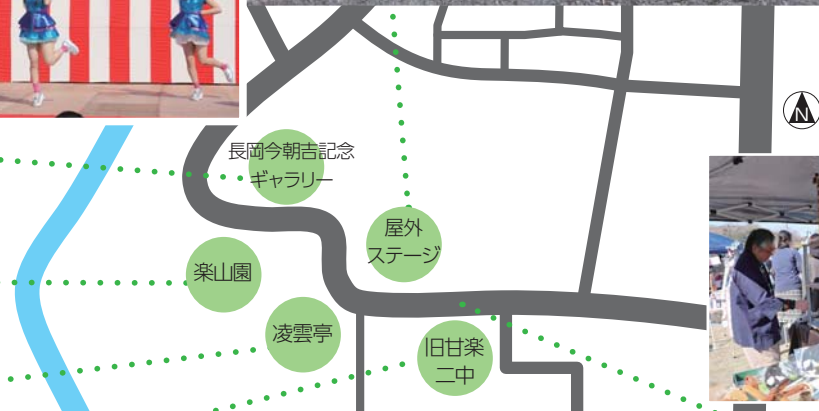 N
長岡今朝吉記念
ギャラリー
屋外
ステージ
楽山園
凌雲亭
旧甘楽
二中